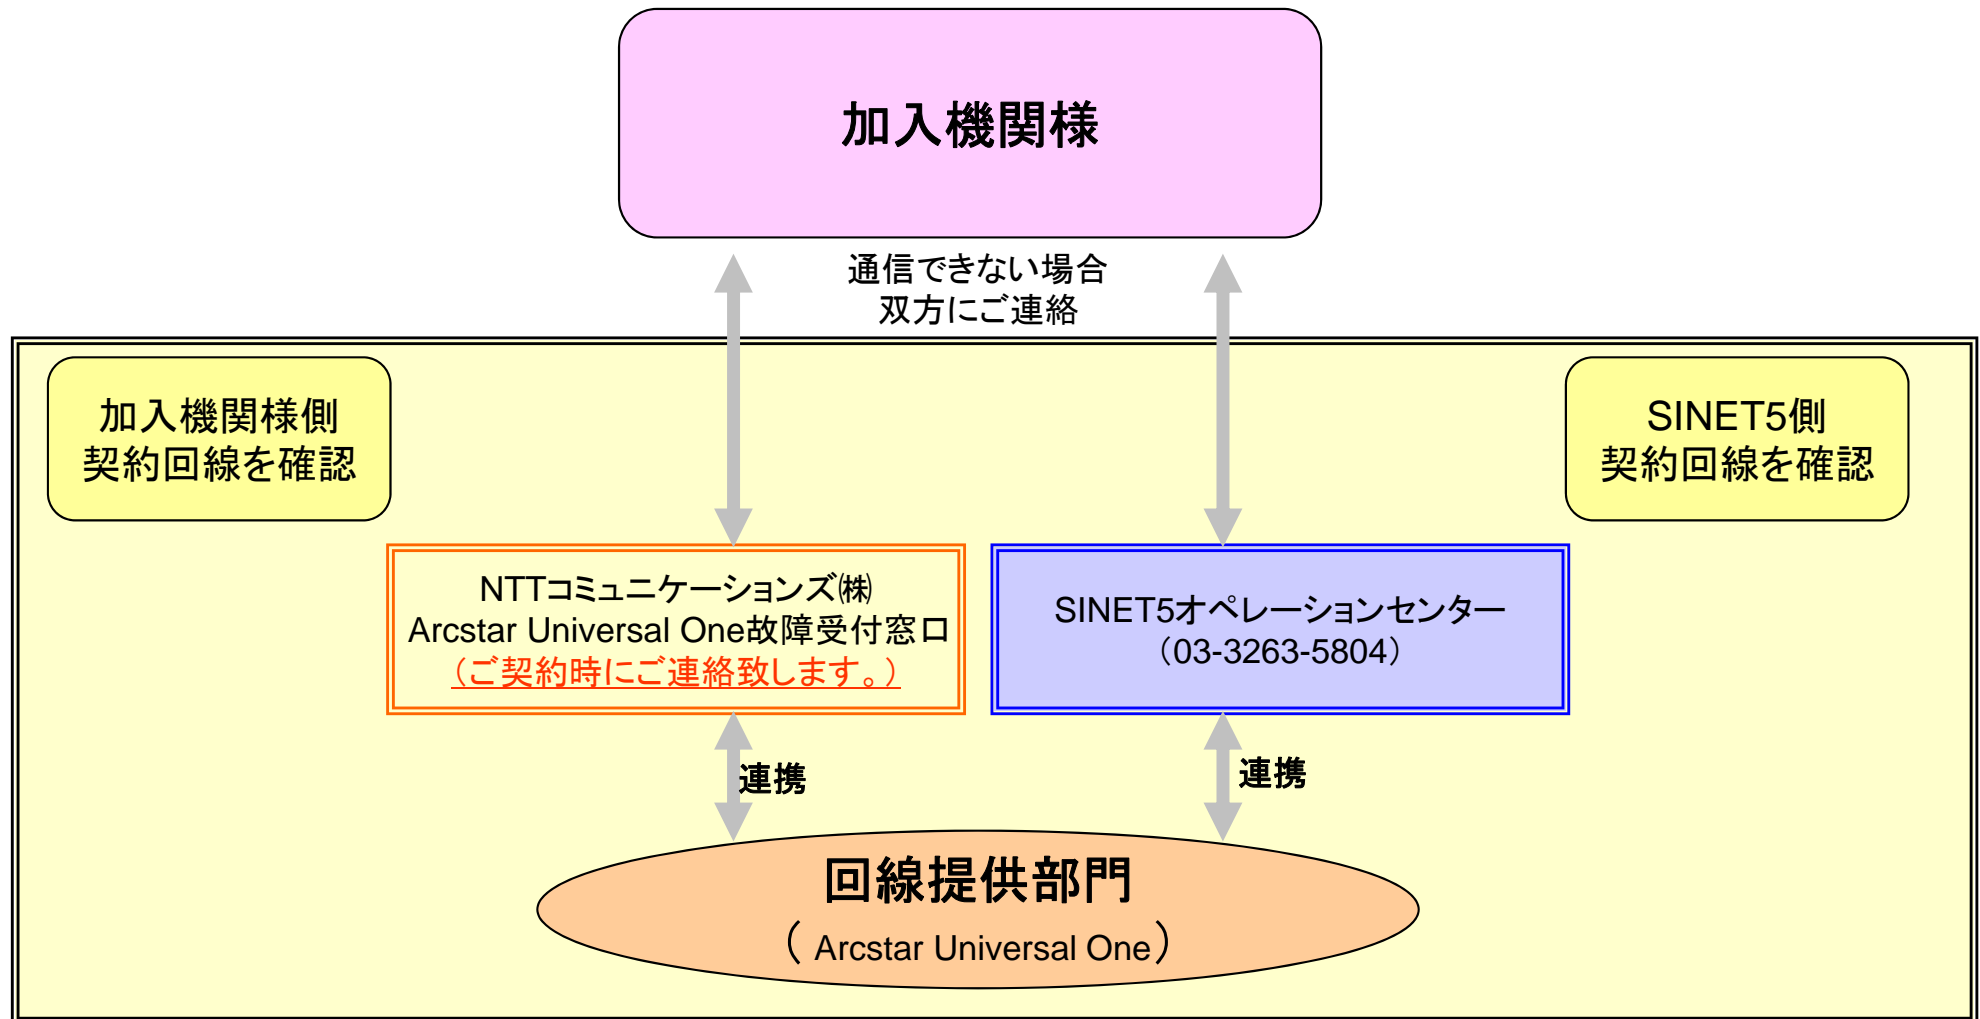 加入機関様
通信できない場合
双方にご連絡
加入機関様側
契約回線を確認
SINET5側
契約回線を確認
NTTコミュニケーションズ㈱
Arcstar Universal One故障受付窓口
（ご契約時にご連絡致します。）
SINET5オペレーションセンター
（03-3263-5804）
連携
連携
回線提供部門
（ Arcstar Universal One）